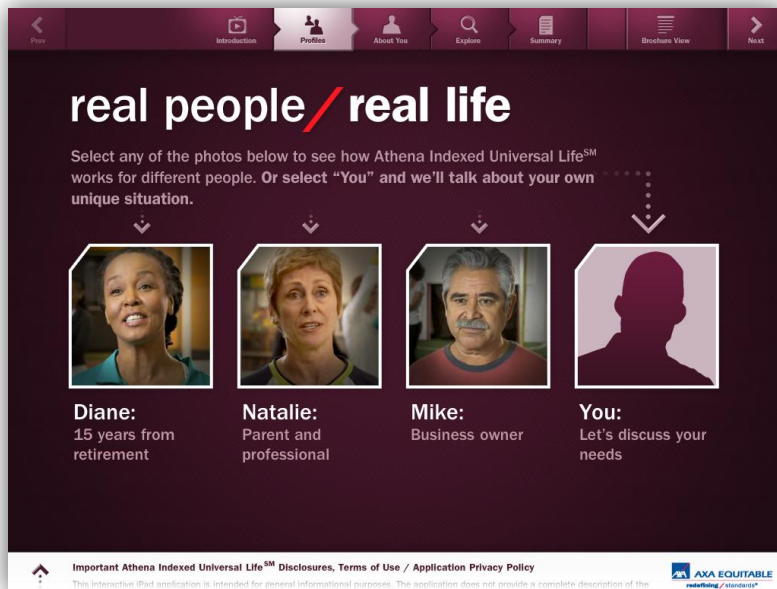 Prev
Introduction
Profiles
About You
Explore
Summary
Brochure View
Next
real people/real life
Select any of the photos below to see how Athena Indexed Universal Life℠
works for different people. Or select “You” and we’ll talk about your own
unique situation.
Diane:
15 years from
retirement
Natalie:
Parent and
professional
Mike:
Business owner
You:
Let’s discuss your
needs
Important Athena Indexed Universal Life℠ Disclosures, Terms of Use / Application Privacy Policy
This interactive iPad application is intended for general informational purposes. The application does not provide a complete description of the
AXA EQUITABLE
redefining/standards®